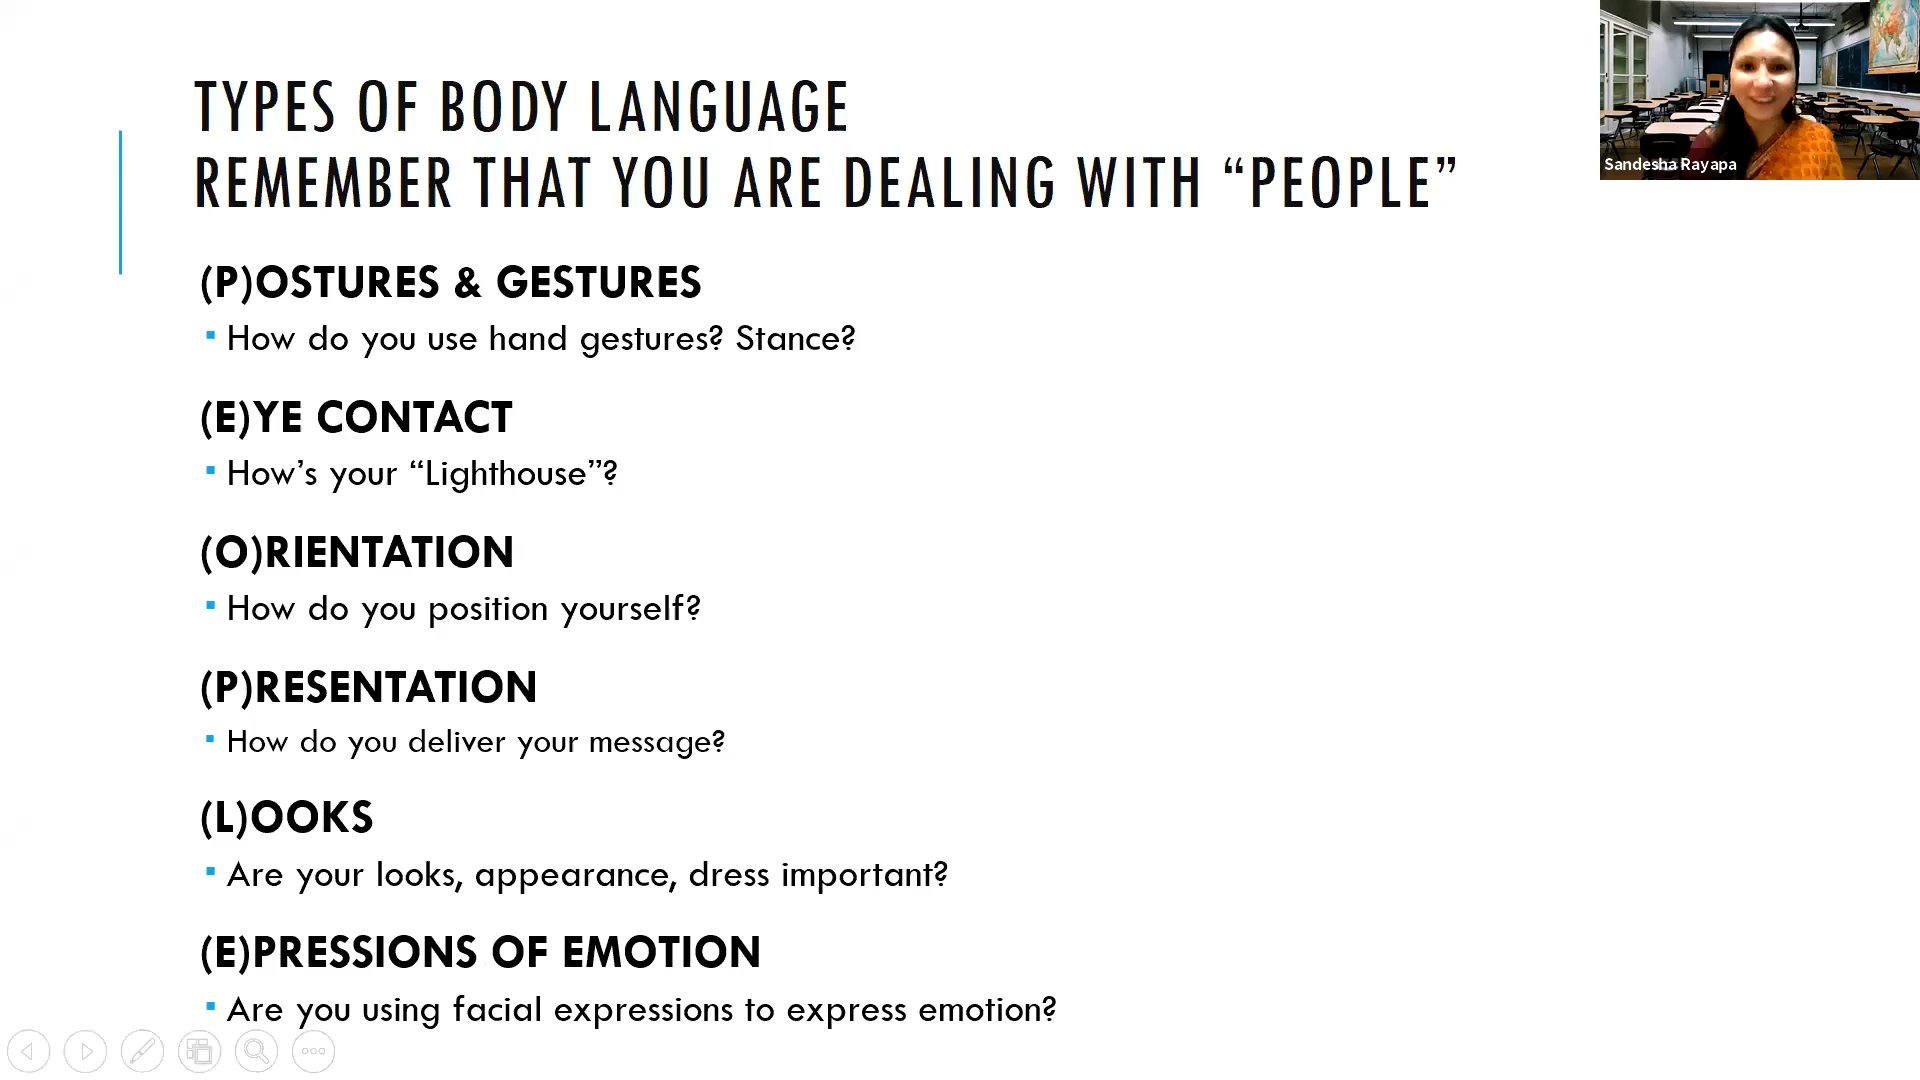 TYPES OF BODY LANGUAGE
REMEMBER THAT YOU ARE DEALING WITH “PEOPLE”
(P)OSTURES & GESTURES
▪ How do you use hand gestures? Stance?
(E)YE CONTACT
▪ How’s your “Lighthouse”?
(O)RIENTATION
▪ How do you position yourself?
(P)RESENTATION
▪ How do you deliver your message?
(L)OOKS
▪ Are your looks, appearance, dress important?
(E)PRESSIONS OF EMOTION
▪ Are you using facial expressions to express emotion?
Sandesha Rayapa